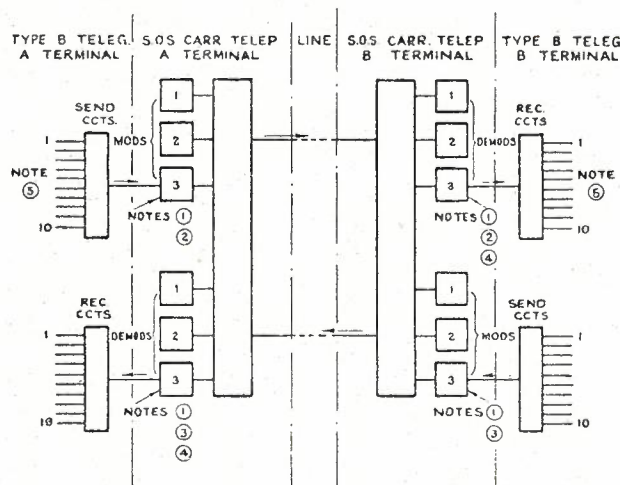 TYPE B TELEG.
A TERMINAL
S.O.S CARR TELEP
A TERMINAL
LINE
S.O.S. CARR. TELEP
B TERMINAL
TYPE B TELEG
B TERMINAL
SEND
CCTS.
1
NOTE
⑤
10
MODS
1
2
3
NOTES ①
②
1
2
3
DEMODS
NOTES ①
②
④
REC.
CCTS
1
NOTE
⑥
10
REC
CCTS
1
10
DEMODS
1
2
3
NOTES ①
③
④
1
2
3
MODS
NOTES ①
③
SEND
CCTS
1
10